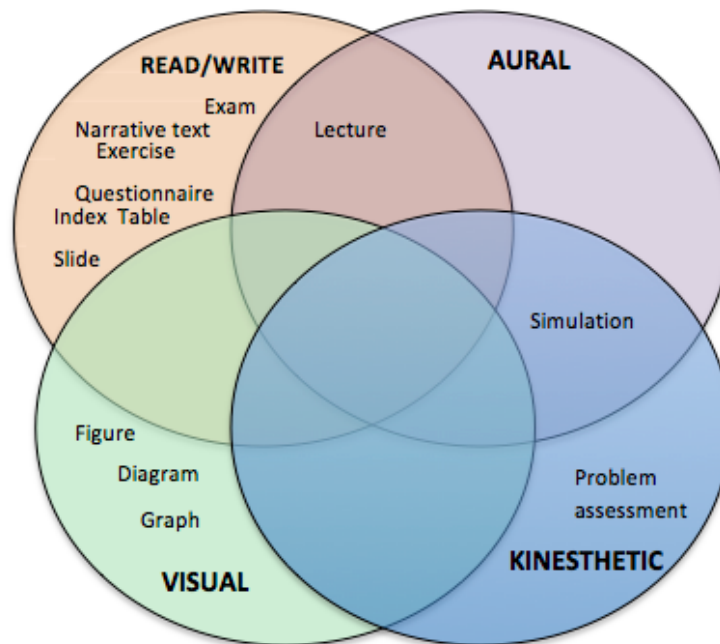 READ/WRITE
AURAL
Exam
Narrative text
Exercise
Lecture
Questionnaire
Index Table
Slide
Simulation
Figure
Diagram
Graph
Problem
assessment
VISUAL
KINESTHETIC